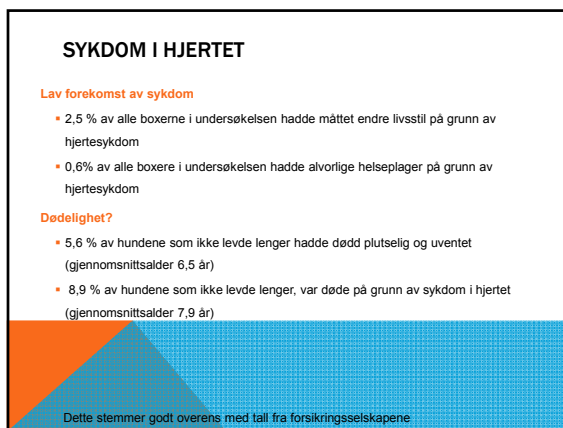 SYKDOM I HJERTET
Lav forekomst av sykdom
▪ 2,5 % av alle boxerne i undersøkelsen hadde måttet endre livsstil på grunn av
hjertesykdom
▪ 0,6% av alle boxere i undersøkelsen hadde alvorlige helseplager på grunn av
hjertesykdom
Dødelighet?
▪ 5,6 % av hundene som ikke levde lenger hadde dødd plutselig og uventet
(gjennomsnittsalder 6,5 år)
▪ 8,9 % av hundene som ikke levde lenger, var døde på grunn av sykdom i hjertet
(gjennomsnittsalder 7,9 år)
Dette stemmer godt overens med tall fra forsikringsselskapene